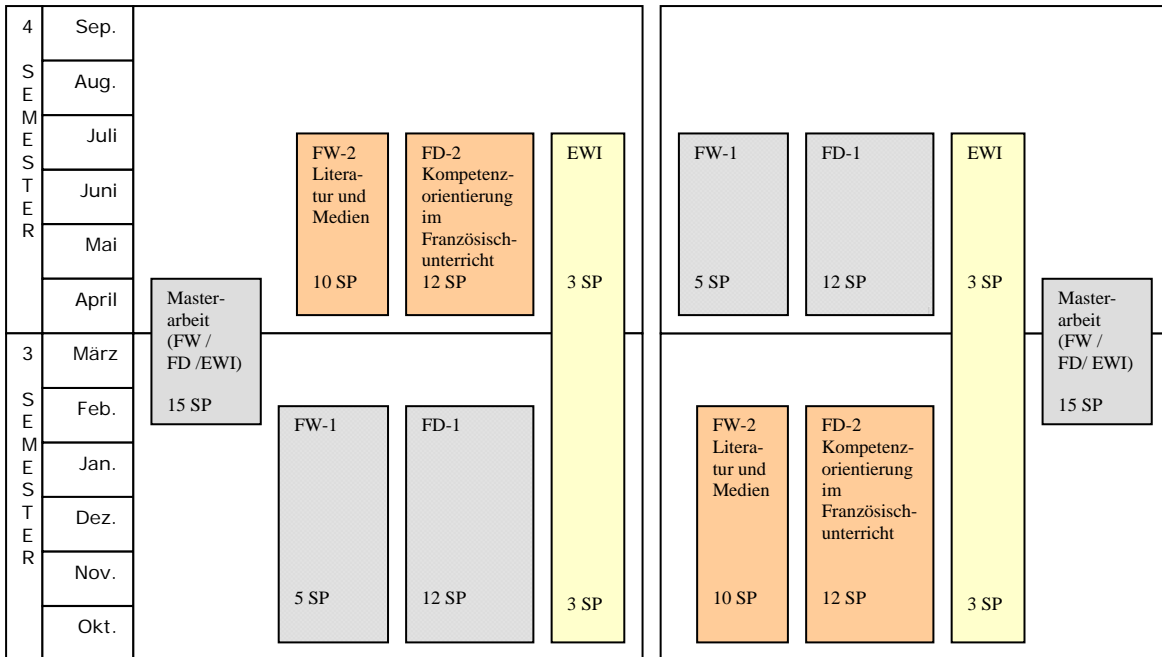 4
SEMESTER
Sep.
Aug.
Juli
Juni
Mai
April
3
SEMESTER
März
Feb.
Jan.
Dez.
Nov.
Okt.
Master-
arbeit
(FW /
FD /EWI)
15 SP
FW-2
Litera-
tur und
Medien
10 SP
FD-2
Kompetenz-
orientierung
im
Französisch-
unterricht
12 SP
EWI
3 SP
3 SP
FW-1
5 SP
FD-1
12 SP
FW-1
5 SP
FD-1
12 SP
EWI
3 SP
3 SP
Master-
arbeit
(FW /
FD/ EWI)
15 SP
FW-2
Litera-
tur und
Medien
10 SP
FD-2
Kompetenz-
orientierung
im
Französisch-
unterricht
12 SP